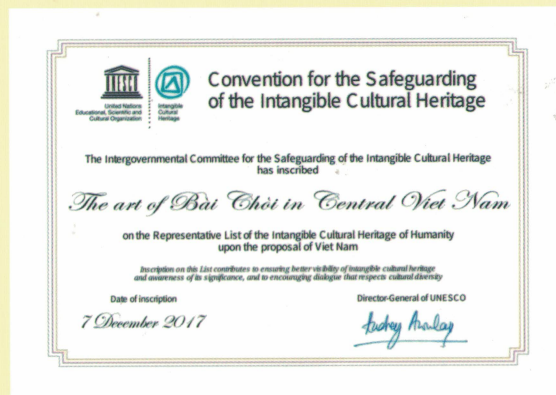 Convention for the Safeguarding
of the Intangible Cultural Heritage
United Nations
Educational, Scientific and
Cultural Organization
Intangible
Cultural
Heritage
The Intergovernmental Committee for the Safeguarding of the Intangible Cultural Heritage
has inscribed
The art of Bài Chòi in Central Viet Nam
on the Representative List of the Intangible Cultural Heritage of Humanity
upon the proposal of Viet Nam
Inscription on this List contributes to ensuring better visibility of intangible cultural heritage
and awareness of its significance, and to encouraging dialogue that respects cultural diversity
Date of inscription
7 December 2017
Director-General of UNESCO
Audrey Azoulay